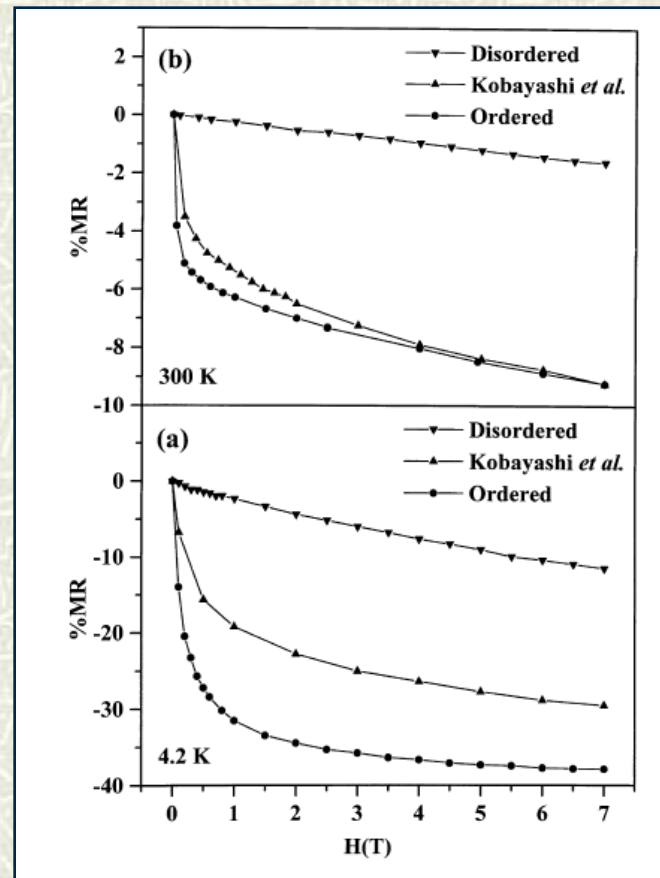 (b)
Disordered
Kobayashi et al.
Ordered
2
0
-2
-4
-6
-8
-10
%MR
300 K
(a)
Disordered
Kobayashi et al.
Ordered
0
-10
-20
-30
-40
%MR
4.2 K
0 1 2 3 4 5 6 7
H(T)